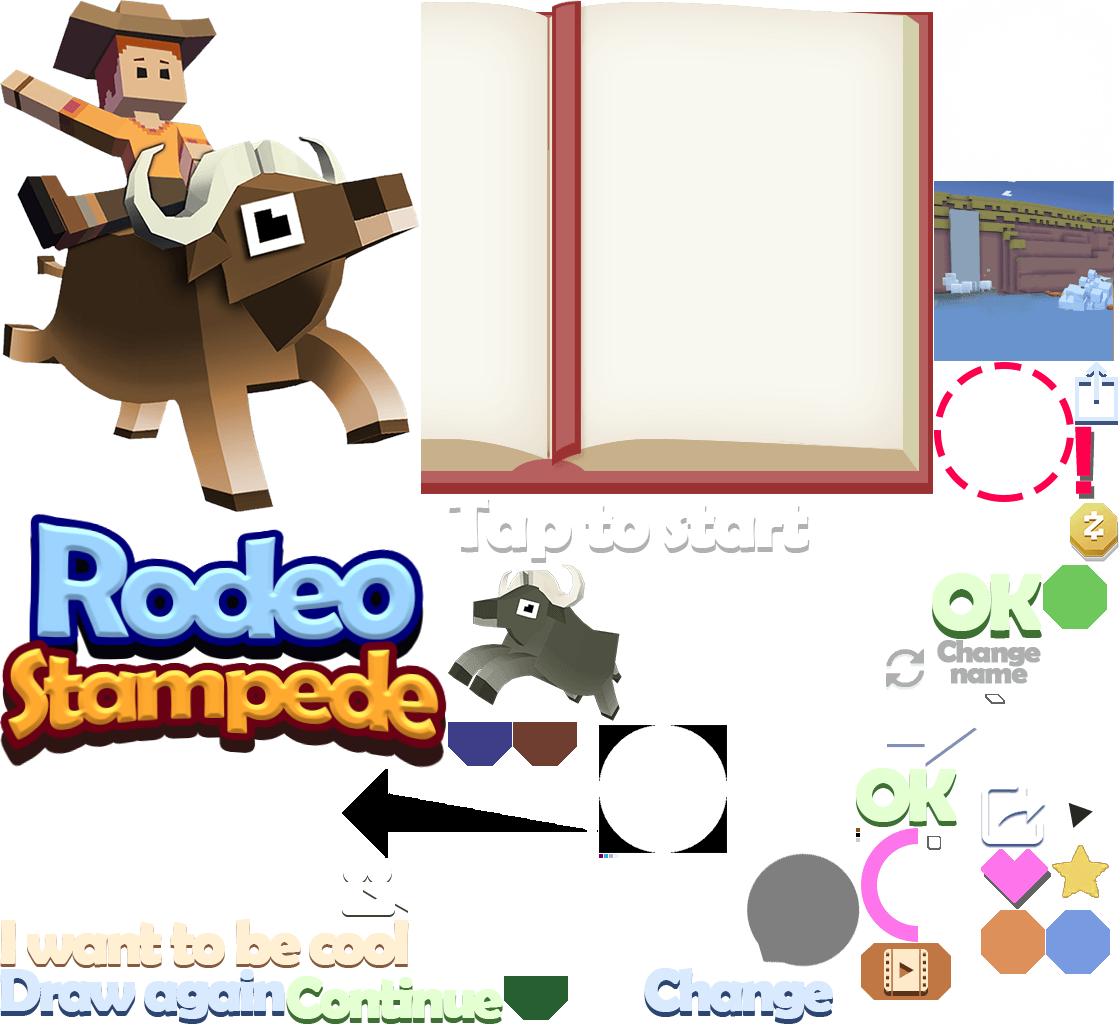 Tap to start
Rodeo
Stampede
OK
Change
name
OK
I want to be cool
Draw again
Continue
Change